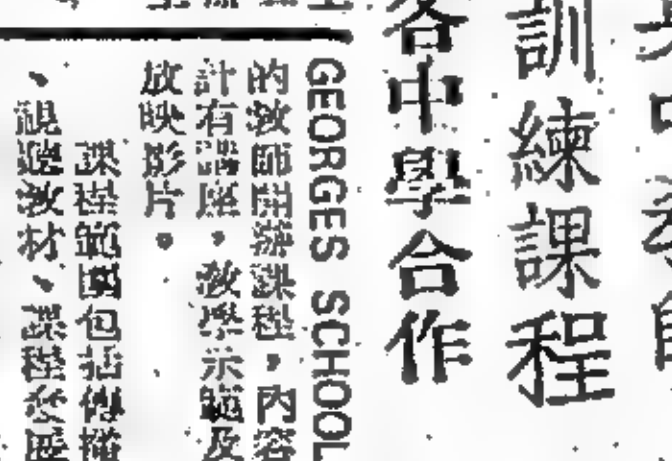 訓練課程
各中學合作
GEORGES SCHOOL
的教師開辦課程，內容
計有講座，教學示範及
放映影片。
課程範圍包括傳播
、視聽教材、課程發展